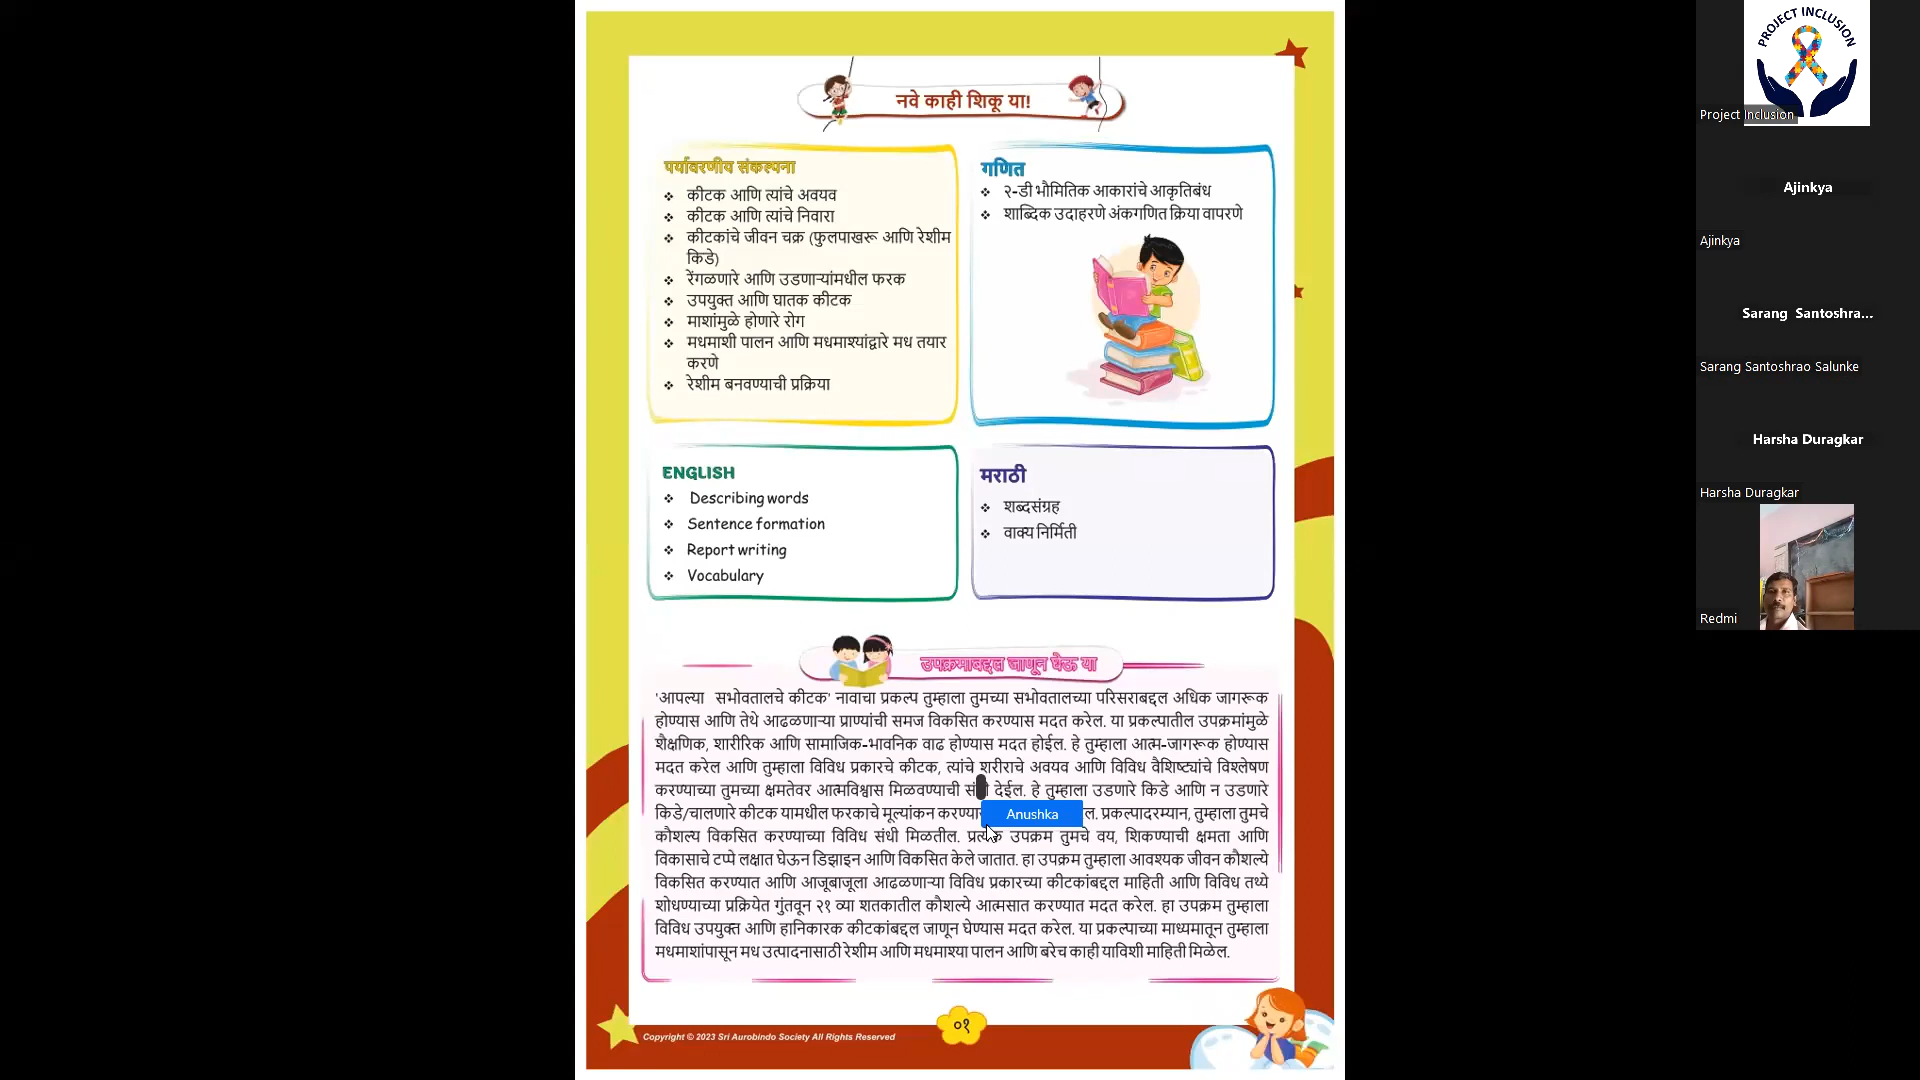 नवे काही शिकू या!
पर्यावरणीय संकल्पना
❖ कीटक आणि त्यांचे अवयव
❖ कीटक आणि त्यांचे निवारा
❖ कीटकांचे जीवन चक्र (फुलपाखरू आणि रेशीम
किडे)
❖ रेंगळणारे आणि उडणाऱ्यांमधील फरक
❖ उपयुक्त आणि घातक कीटक
❖ माशांमुळे होणारे रोग
❖ मधमाशी पालन आणि मधमाश्यांद्वारे मध तयार
करणे
❖ रेशीम बनवण्याची प्रक्रिया
गणित
❖ २-डी भौमितिक आकारांचे आकृतिबंध
❖ शाब्दिक उदाहरणे अंकगणित क्रिया वापरणे
ENGLISH
❖ Describing words
❖ Sentence formation
❖ Report writing
❖ Vocabulary
मराठी
❖ शब्दसंग्रह
❖ वाक्य निर्मिती
उपक्रमाबद्दल जाणून घेऊ या
'आपल्या सभोवतालचे कीटक' नावाचा प्रकल्प तुम्हाला तुमच्या सभोवतालच्या परिसराबद्दल अधिक जागरूक
होण्यास आणि तेथे आढळणाऱ्या प्राण्यांची समज विकसित करण्यास मदत करेल. या प्रकल्पातील उपक्रमांमुळे
शैक्षणिक, शारीरिक आणि सामाजिक-भावनिक वाढ होण्यास मदत होईल. हे तुम्हाला आत्म-जागरूक होण्यास
मदत करेल आणि तुम्हाला विविध प्रकारचे कीटक, त्यांचे शरीराचे अवयव आणि विविध वैशिष्ट्यांचे विश्लेषण
करण्याच्या तुमच्या क्षमतेवर आत्मविश्वास मिळवण्याची देईल. हे तुम्हाला उडणारे किडे आणि न उडणारे
किडे/चालणारे कीटक यामधील फरकाचे मूल्यांकन ल. प्रकल्पादरम्यान, तुम्हाला तुमचे
Anushka
कौशल्य विकसित करण्याच्या विविध संधी मिळतील. प्रत्येक उपक्रम तुमचे वय, शिकण्याची क्षमता आणि
विकासाचे टप्पे लक्षात घेऊन डिझाइन आणि विकसित केले जातात. हा उपक्रम तुम्हाला आवश्यक जीवन कौशल्ये
विकसित करण्यात आणि आजूबाजूला आढळणाऱ्या विविध प्रकारच्या कीटकांबद्दल माहिती आणि विविध तथ्ये
शोधण्याच्या प्रक्रियेत गुंतवून २१ व्या शतकातील कौशल्ये आत्मसात करण्यात मदत करेल. हा उपक्रम तुम्हाला
विविध उपयुक्त आणि हानिकारक कीटकांबद्दल जाणून घेण्यास मदत करेल. या प्रकल्पाच्या माध्यमातून तुम्हाला
मधमाशांपासून मध उत्पादनासाठी रेशीम आणि मधमाश्या पालन आणि बरेच काही याविशी माहिती मिळेल.
Copyright © 2023 Sri Aurobindo Society All Rights Reserved
०१
PROJECT INCLUSION
Project Inclusion
Ajinkya
Ajinkya
Sarang Santoshra...
Sarang Santoshrao Salunke
Harsha Duragkar
Harsha Duragkar
Redmi